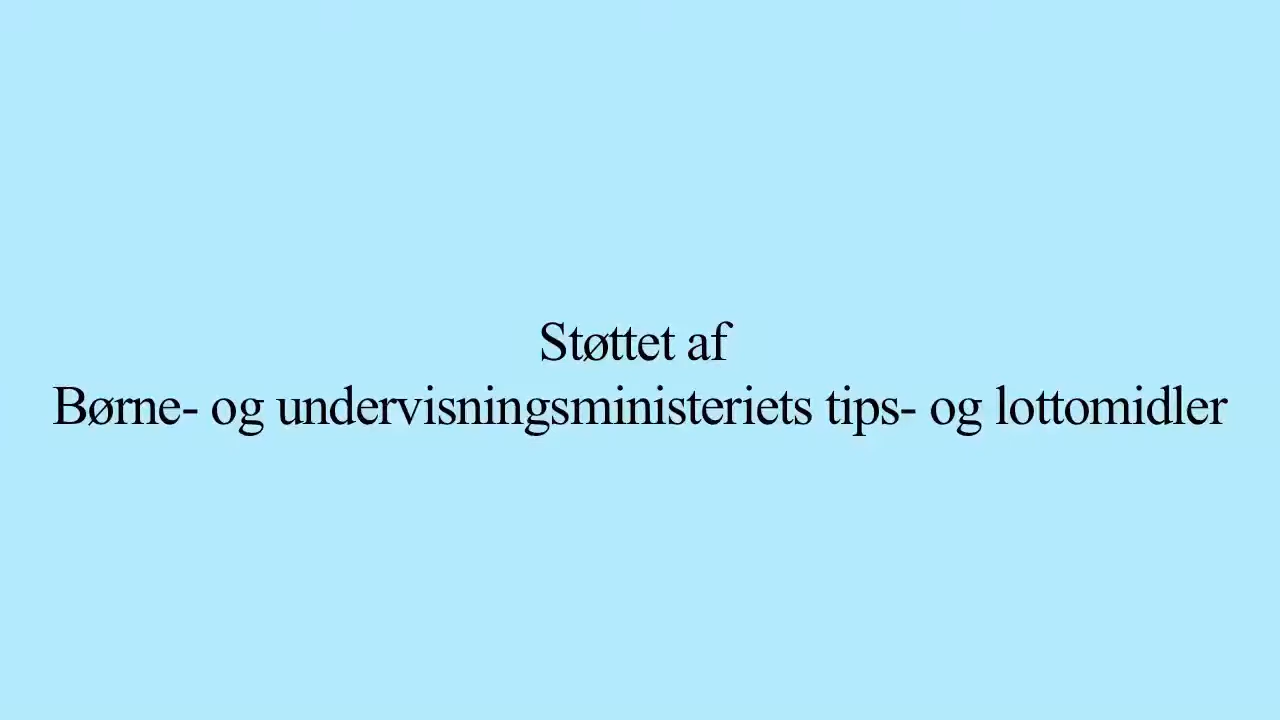 Støttet af
Børne- og undervisningsministeriets tips- og lottomidler